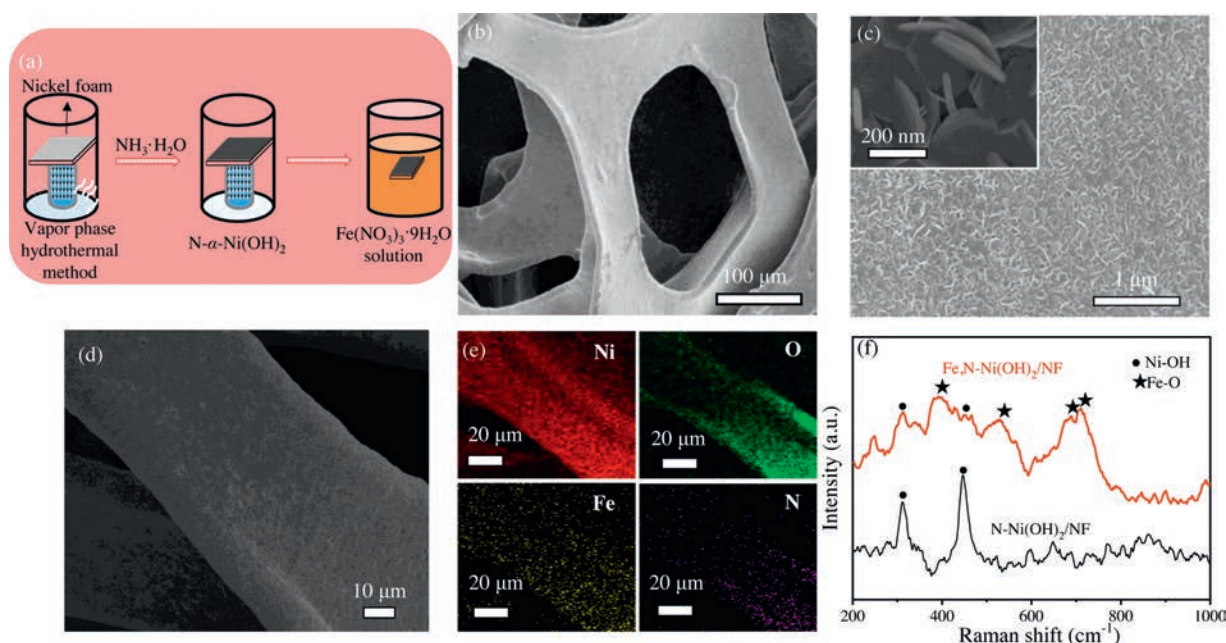 (a)
Nickel foam
NH₃·H₂O
Vapor phase
hydrothermal
method
N-α-Ni(OH)₂
Fe(NO₃)₃·9H₂O
solution
(b)
100 μm
(c)
200 nm
1 μm
(d)
10 μm
(e)
Ni
20 μm
O
20 μm
Fe
20 μm
N
20 μm
(f)
Ni-OH
Fe-O
Fe,N-Ni(OH)₂/NF
N-Ni(OH)₂/NF
Intensity (a.u.)
200 400 600 800 1000
Raman shift (cm⁻¹)